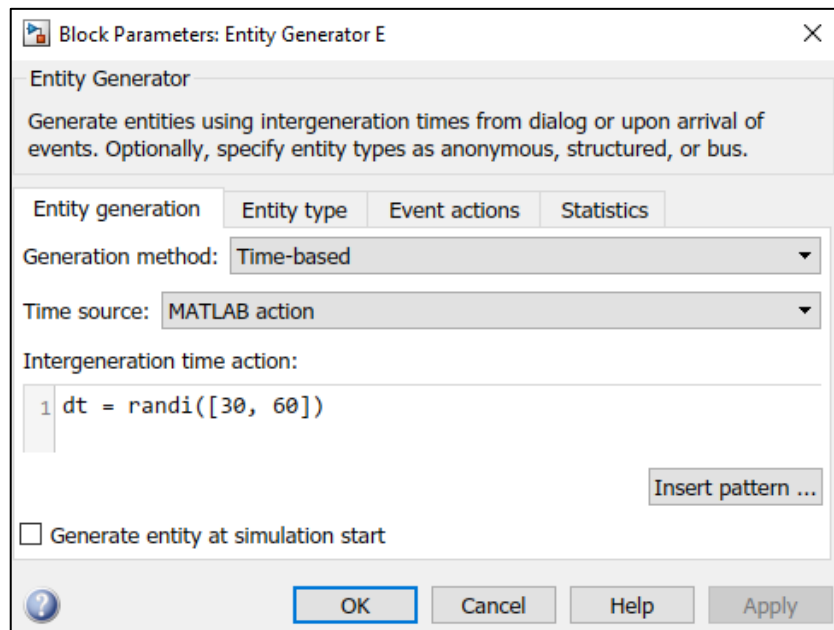 Block Parameters: Entity Generator E
Entity Generator
Generate entities using intergeneration times from dialog or upon arrival of
events. Optionally, specify entity types as anonymous, structured, or bus.
Entity generation Entity type Event actions Statistics
Generation method: Time-based
Time source: MATLAB action
Intergeneration time action:
1 dt = randi([30, 60])
Insert pattern ...
Generate entity at simulation start
? OK Cancel Help Apply